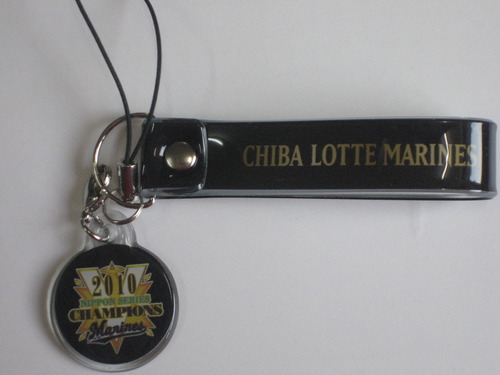 CHIBA LOTTE MARINES
2010
NIPPON SERIES
CHAMPIONS
Marines